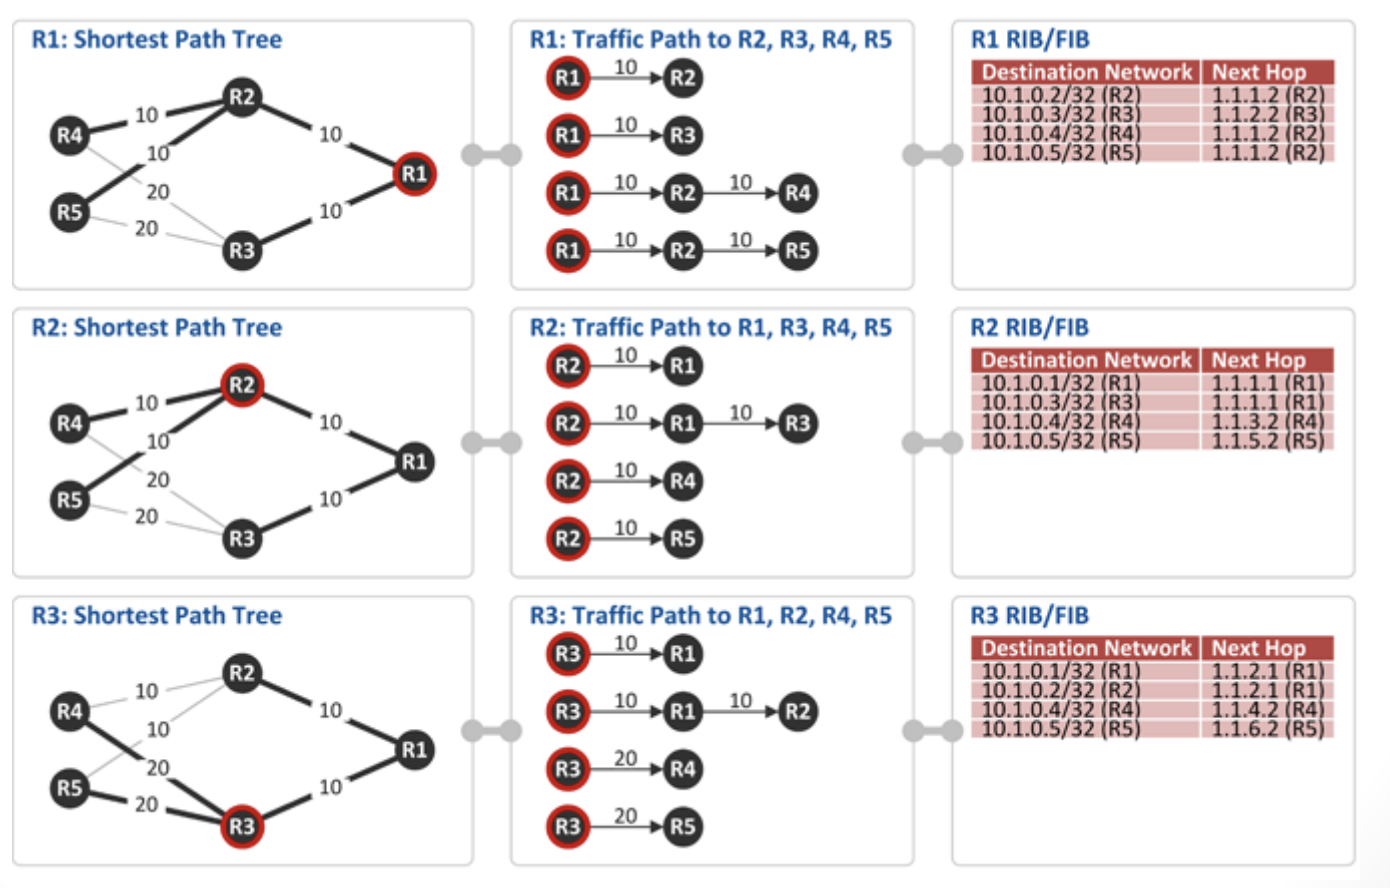 R1: Shortest Path Tree
R2
10
R4
10
10
R1
20
R5
10
20
R3
R1: Traffic Path to R2, R3, R4, R5
R1 10 R2
R1 10 R3
R1 10 R2 10 R4
R1 10 R2 10 R5
R1 RIB/FIB
Destination Network Next Hop
10.1.0.2/32 (R2) 1.1.1.2 (R2)
10.1.0.3/32 (R3) 1.1.2.2 (R3)
10.1.0.4/32 (R4) 1.1.1.2 (R2)
10.1.0.5/32 (R5) 1.1.1.2 (R2)
R2: Shortest Path Tree
R2
10
R4
10
10
R1
20
R5
10
20
R3
R2: Traffic Path to R1, R3, R4, R5
R2 10 R1
R2 10 R1 10 R3
R2 10 R4
R2 10 R5
R2 RIB/FIB
Destination Network Next Hop
10.1.0.1/32 (R1) 1.1.1.1 (R1)
10.1.0.3/32 (R3) 1.1.1.1 (R1)
10.1.0.4/32 (R4) 1.1.3.2 (R4)
10.1.0.5/32 (R5) 1.1.5.2 (R5)
R3: Shortest Path Tree
R2
10
R4
10
10
R1
20
R5
10
20
R3
R3: Traffic Path to R1, R2, R4, R5
R3 10 R1
R3 10 R1 10 R2
R3 20 R4
R3 20 R5
R3 RIB/FIB
Destination Network Next Hop
10.1.0.1/32 (R1) 1.1.2.1 (R1)
10.1.0.2/32 (R2) 1.1.2.1 (R1)
10.1.0.4/32 (R4) 1.1.4.2 (R4)
10.1.0.5/32 (R5) 1.1.6.2 (R5)